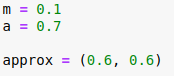 m = 0.1
a = 0.7
approx = (0.6, 0.6)